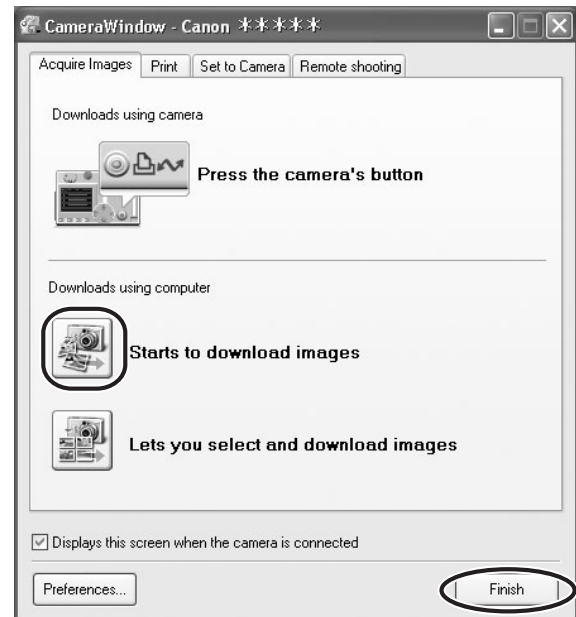 CameraWindow - Canon *****
Acquire Images Print Set to Camera Remote shooting
Downloads using camera
Press the camera's button
Downloads using computer
Starts to download images
Lets you select and download images
Displays this screen when the camera is connected
Preferences... Finish